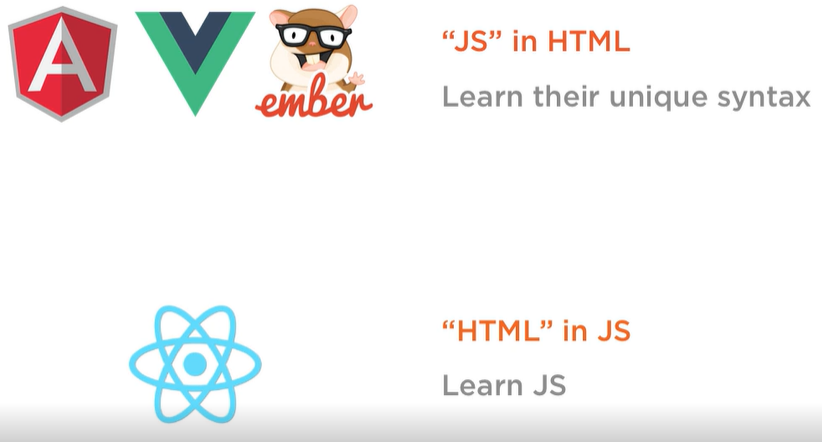 A
ember
“JS” in HTML
Learn their unique syntax
“HTML” in JS
Learn JS